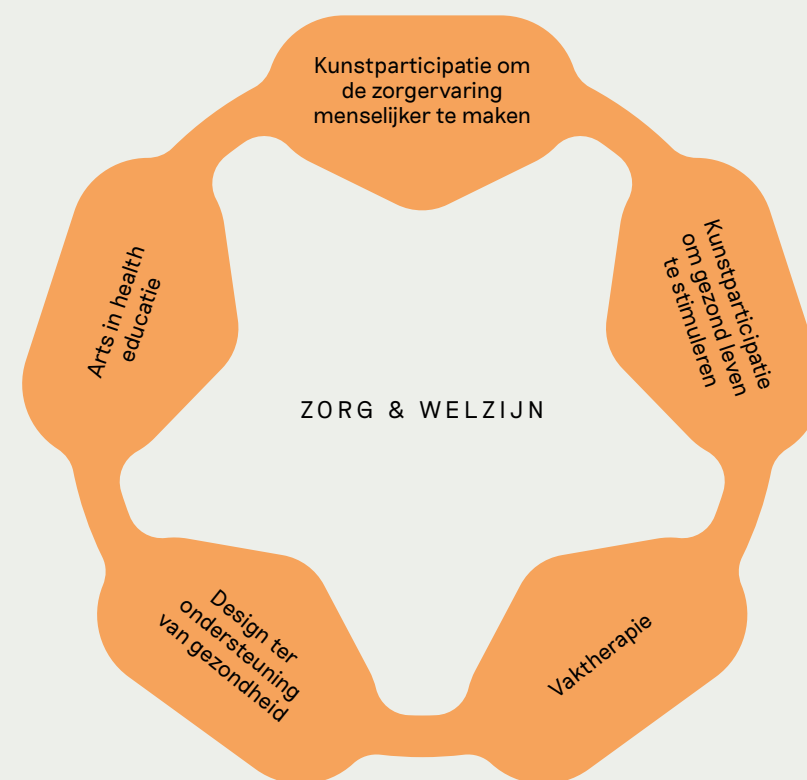 Kunstparticipatie om
de zorgervaring
menselijker te maken
Kunstparticipatie
om gezond leven
te stimuleren
Arts in health
educatie
ZORG & WELZIJN
Design ter
ondersteuning
van gezondheid
Vaktherapie